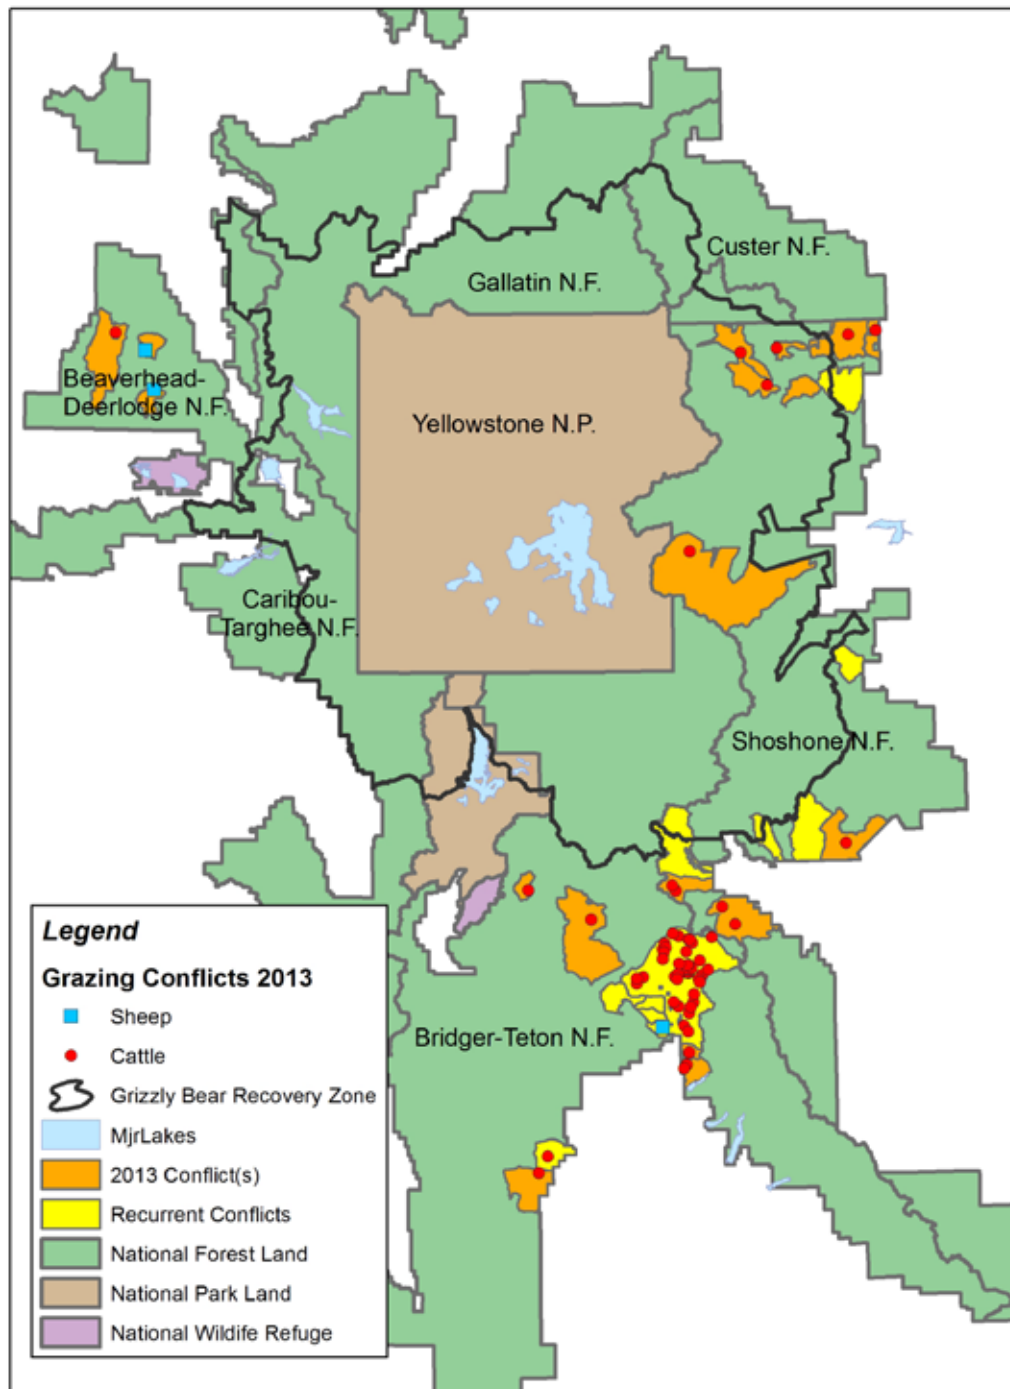 Custer N.F.
Gallatin N.F.
Beaverhead-
Deerlodge N.F.
Yellowstone N.P.
Caribou-
Targhee N.F.
Shoshone N.F.
Bridger-Teton N.F.
Legend
Grazing Conflicts 2013
Sheep
Cattle
Grizzly Bear Recovery Zone
MjrLakes
2013 Conflict(s)
Recurrent Conflicts
National Forest Land
National Park Land
National Wildife Refuge